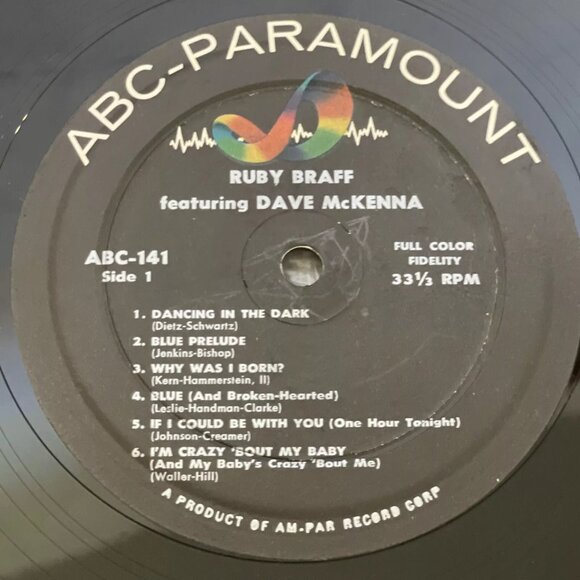 ABC-PARAMOUNT
RUBY BRAFF
featuring DAVE McKENNA
ABC-141
Side 1
FULL COLOR
FIDELITY
33⅓ RPM
1. DANCING IN THE DARK
(Dietz-Schwartz)
2. BLUE PRELUDE
(Jenkins-Bishop)
3. WHY WAS I BORN?
(Kern-Hammerstein, II)
4. BLUE (And Broken-Hearted)
(Leslie-Handman-Clarke)
5. IF I COULD BE WITH YOU (One Hour Tonight)
(Johnson-Creamer)
6. I'M CRAZY 'BOUT MY BABY
(And My Baby's Crazy 'Bout Me)
(Waller-Hill)
A PRODUCT OF AM-PAR RECORD CORP